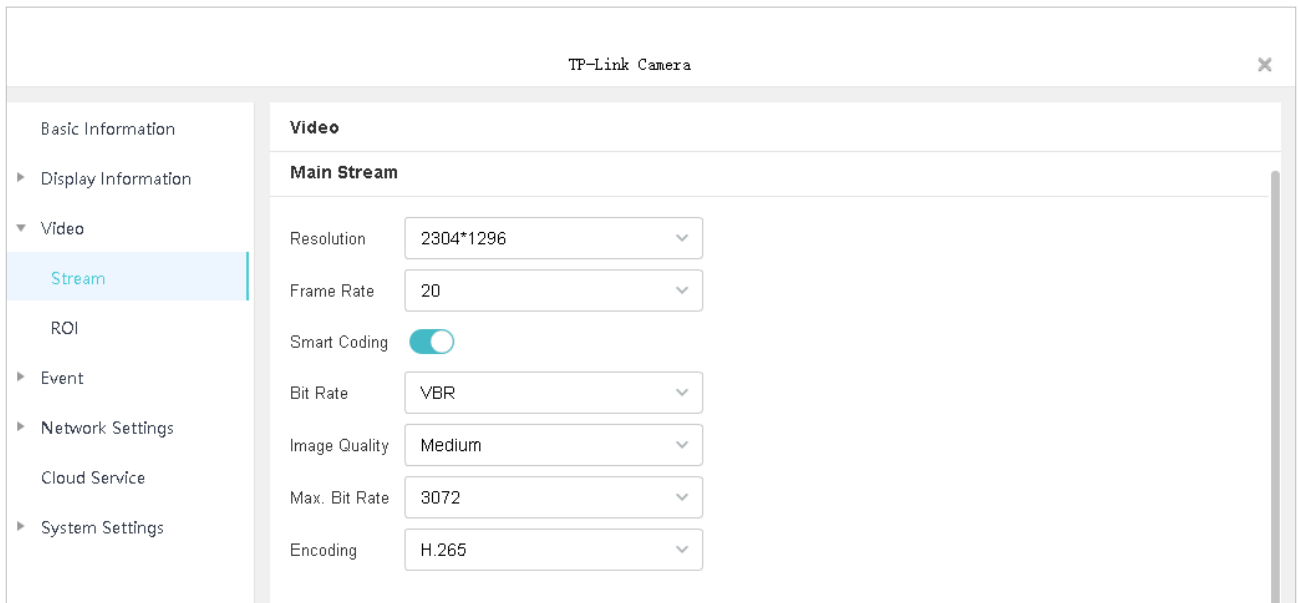 TP-Link Camera
Basic Information
Display Information
Video
Stream
ROI
Event
Network Settings
Cloud Service
System Settings
Video
Main Stream
Resolution 2304*1296
Frame Rate 20
Smart Coding
Bit Rate VBR
Image Quality Medium
Max. Bit Rate 3072
Encoding H.265